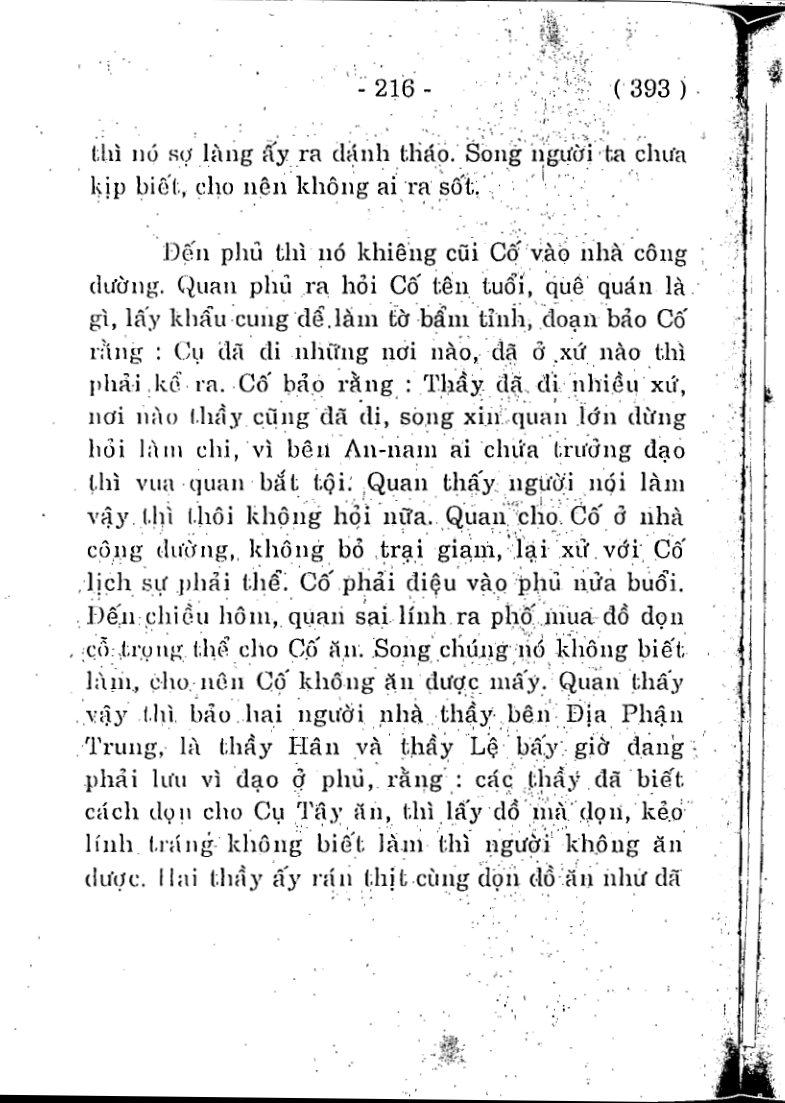 - 216 - ( 393 )
thì nó sợ làng ấy ra dánh tháo. Song người ta chưa
kịp biết, cho nên không ai ra sốt.
Đến phủ thì nó khiêng cũi Cố vào nhà công
dường. Quan phủ ra hỏi Cố tên tuổi, quê quán là
gì, lấy khẩu cung dể làm tờ bẩm tỉnh, doạn bảo Cố
rằng : Cụ dã di những nơi nào, dã ở xứ nào thì
phải kể ra. Cố bảo rằng : Thầy dã di nhiều xứ,
nơi nào thầy cũng dã di, song xin quan lớn dừng
hỏi làm chi, vì bên An-nam ai chứa trưởng dạo
thì vua quan bắt tội. Quan thấy người nói làm
vậy thì thôi không hỏi nữa. Quan cho Cố ở nhà
công dường, không bỏ trại giam, lại xử với Cố
lịch sự phải thể. Cố phải diệu vào phủ nửa buổi.
Đến chiều hôm, quan sai lính ra phố mua dồ dọn
cỗ trọng thể cho Cố ăn. Song chúng nó không biết
làm, cho nên Cố không ăn dược mấy. Quan thấy
vậy thì bảo hai người nhà thầy bên Địa Phận
Trung, là thầy Hân và thầy Lệ bấy giờ dang
phải lưu vì dạo ở phủ, rằng : các thầy dã biết
cách dọn cho Cụ Tây ăn, thì lấy dồ mà dọn, kẻo
lính tráng không biết làm thì người không ăn
dược. Hai thầy ấy rán thịt cùng dọn dồ ăn như dã